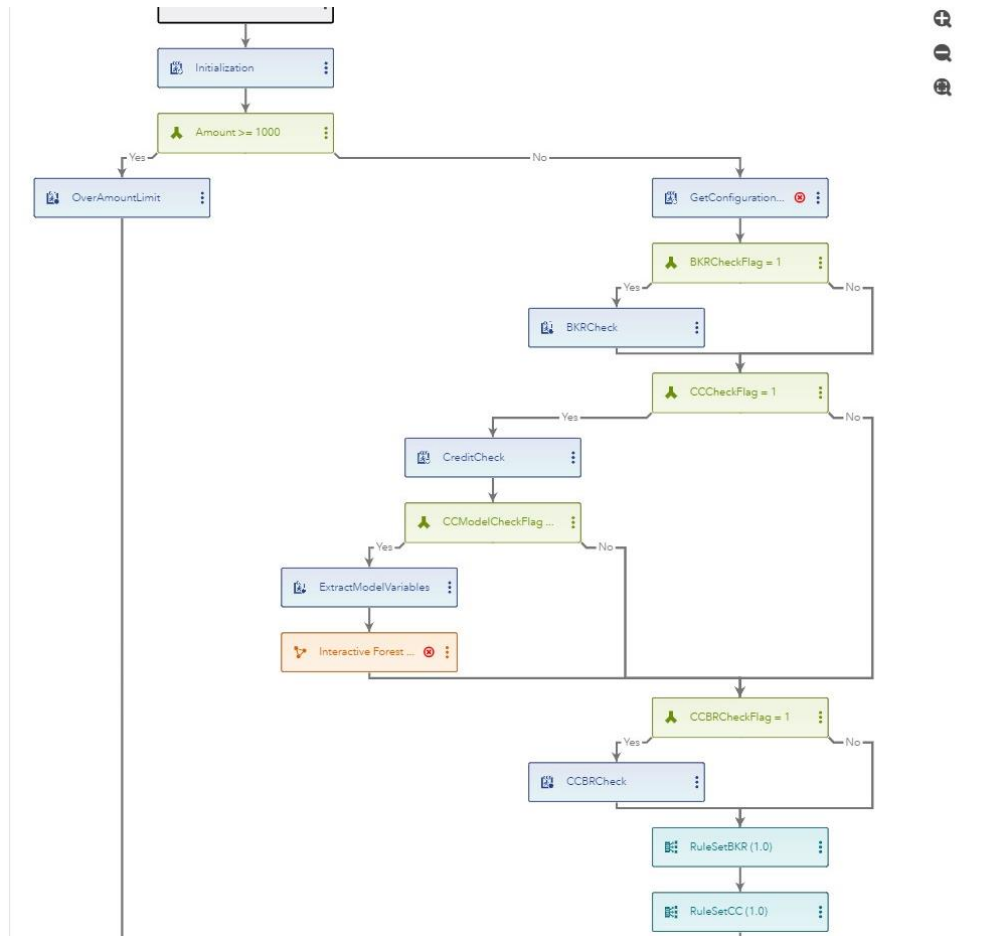 Initialization
Amount >= 1000
Yes
No
OverAmountLimit
GetConfiguration...
BKRCheckFlag = 1
Yes
No
BKRCheck
CCCheckFlag = 1
Yes
No
CreditCheck
CCModelCheckFlag ...
Yes
No
ExtractModelVariables
Interactive Forest ...
CCBRCheckFlag = 1
Yes
No
CCBRCheck
RuleSetBKR (1.0)
RuleSetCC (1.0)